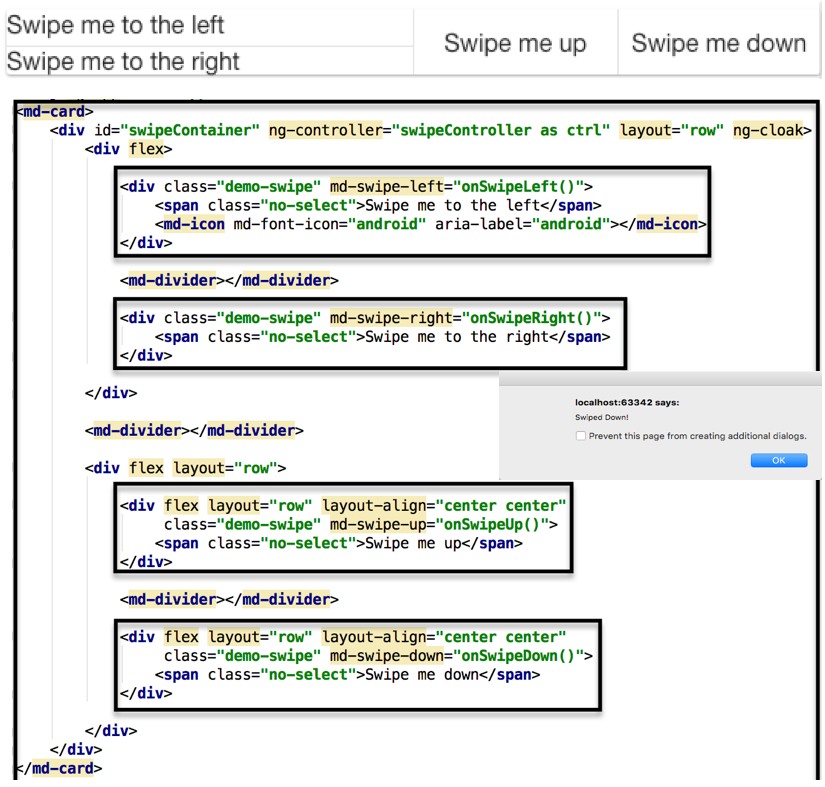 Swipe me to the left
Swipe me to the right
Swipe me up
Swipe me down
<md-card>
<div id="swipeContainer" ng-controller="swipeController as ctrl" layout="row" ng-cloak>
<div flex>
<div class="demo-swipe" md-swipe-left="onSwipeLeft()">
<span class="no-select">Swipe me to the left</span>
<md-icon md-font-icon="android" aria-label="android"></md-icon>
</div>
<md-divider></md-divider>
<div class="demo-swipe" md-swipe-right="onSwipeRight()">
<span class="no-select">Swipe me to the right</span>
</div>
</div>
localhost:63342 says:
Swiped Down!
Prevent this page from creating additional dialogs.
OK
<md-divider></md-divider>
<div flex layout="row">
<div flex layout="row" layout-align="center center"
class="demo-swipe" md-swipe-up="onSwipeUp()">
<span class="no-select">Swipe me up</span>
</div>
<md-divider></md-divider>
<div flex layout="row" layout-align="center center"
class="demo-swipe" md-swipe-down="onSwipeDown()">
<span class="no-select">Swipe me down</span>
</div>
</div>
</div>
</md-card>